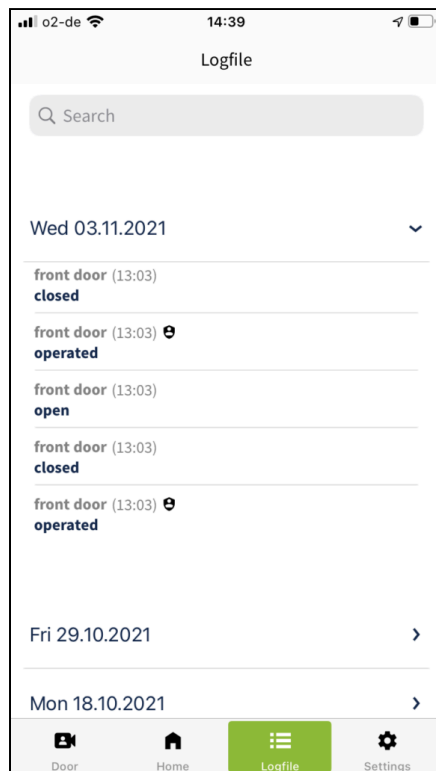 o2-de 14:39
Logfile
Search
Wed 03.11.2021
front door (13:03)
closed
front door (13:03)
operated
front door (13:03)
open
front door (13:03)
closed
front door (13:03)
operated
Fri 29.10.2021
Mon 18.10.2021
Door Home Logfile Settings